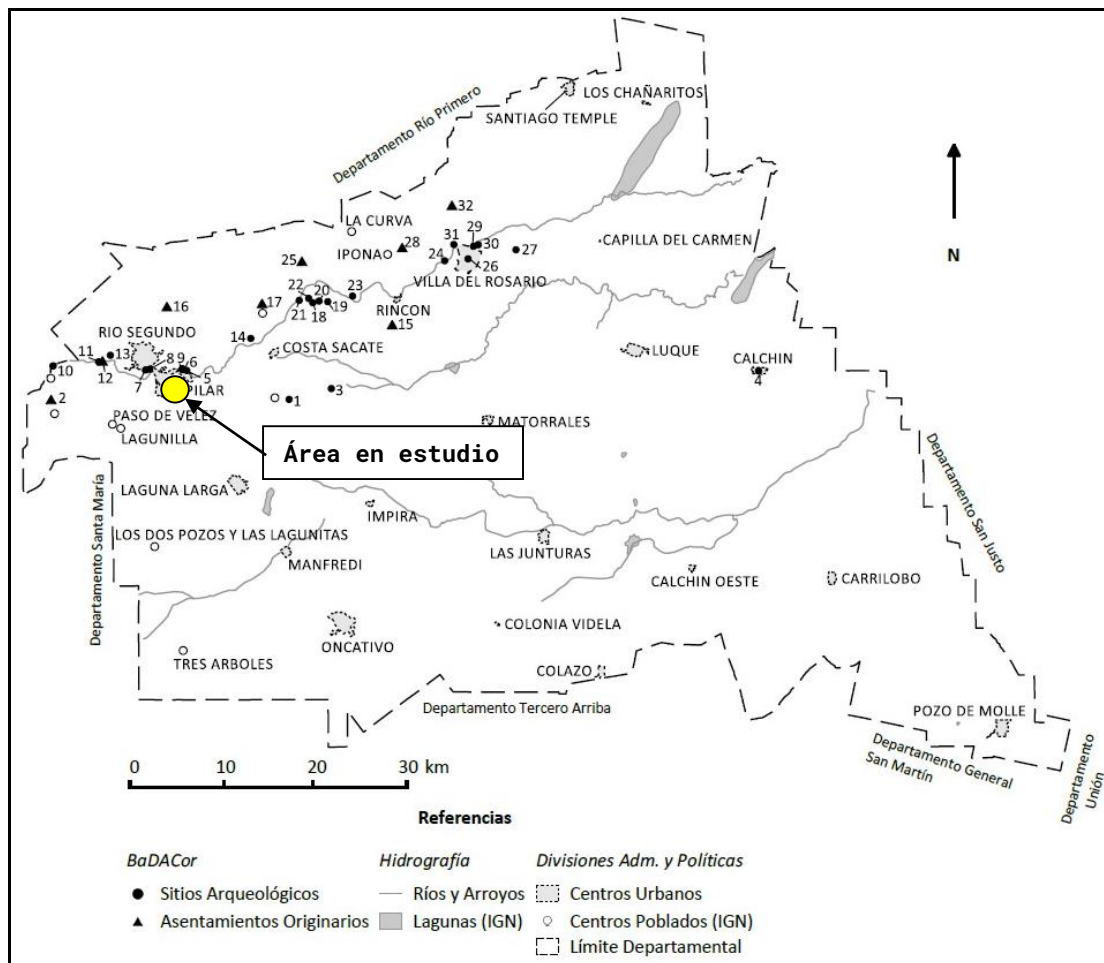 LOS CHAÑARITOS
SANTIAGO TEMPLE
Departamento Río Primero
32
LA CURVA
29
31
30
28
27
IPONA
24
CAPILLA DEL CARMEN
N
25
26
VILLA DEL ROSARIO
22
20
23
16
17
19
RINCON
21
18
15
RIO SEGUNDO
14
COSTA SACATE
LUQUE
CALCHIN
11
13
8
9
6
10
4
12
7
5
PILAR
3
2
1
PASO DE VELEZ
MATORRALES
LAGUNILLA
Área en estudio
Departamento Santa María
LAGUNA LARGA
IMPIRA
Departamento San Justo
LOS DOS POZOS Y LAS LAGUNITAS
LAS JUNTURAS
MANFREDI
CALCHIN OESTE
CARRILOBO
COLONIA VIDELA
ONCATIVO
TRES ARBOLES
COLAZO
Departamento Tercero Arriba
POZO DE MOLLE
Departamento General
San Martín
Departamento
Unión
0 10 20 30 km
Referencias
BaDACor
Hidrografía
Divisiones Adm. y Políticas
Sitios Arqueológicos
Ríos y Arroyos
Centros Urbanos
Asentamientos Originarios
Lagunas (IGN)
Centros Poblados (IGN)
Límite Departamental